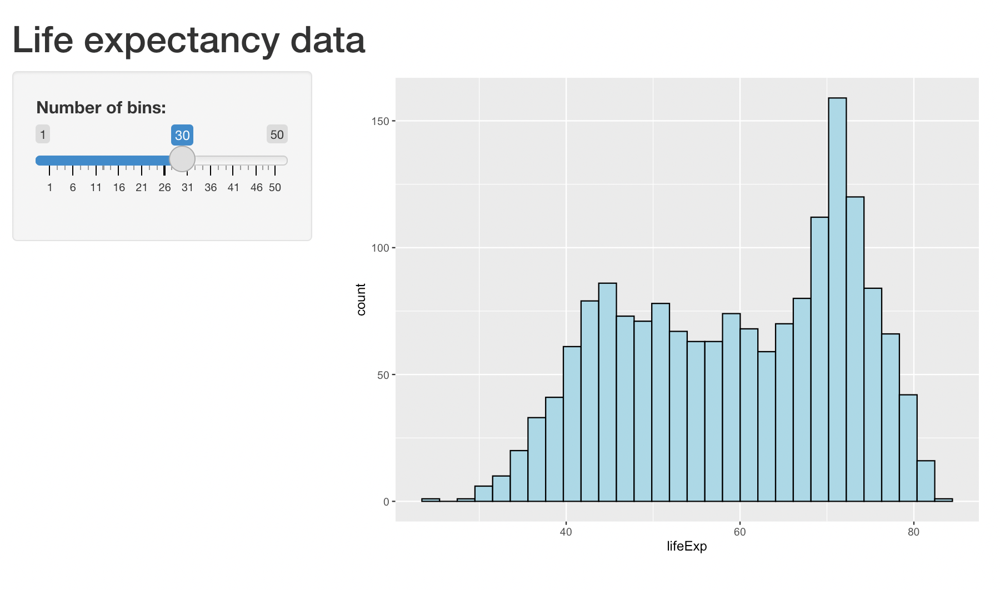 Life expectancy data
Number of bins:
1 30 50
1 6 11 16 21 26 31 36 41 46 50
150
100
50
0
count
40 60 80
lifeExp